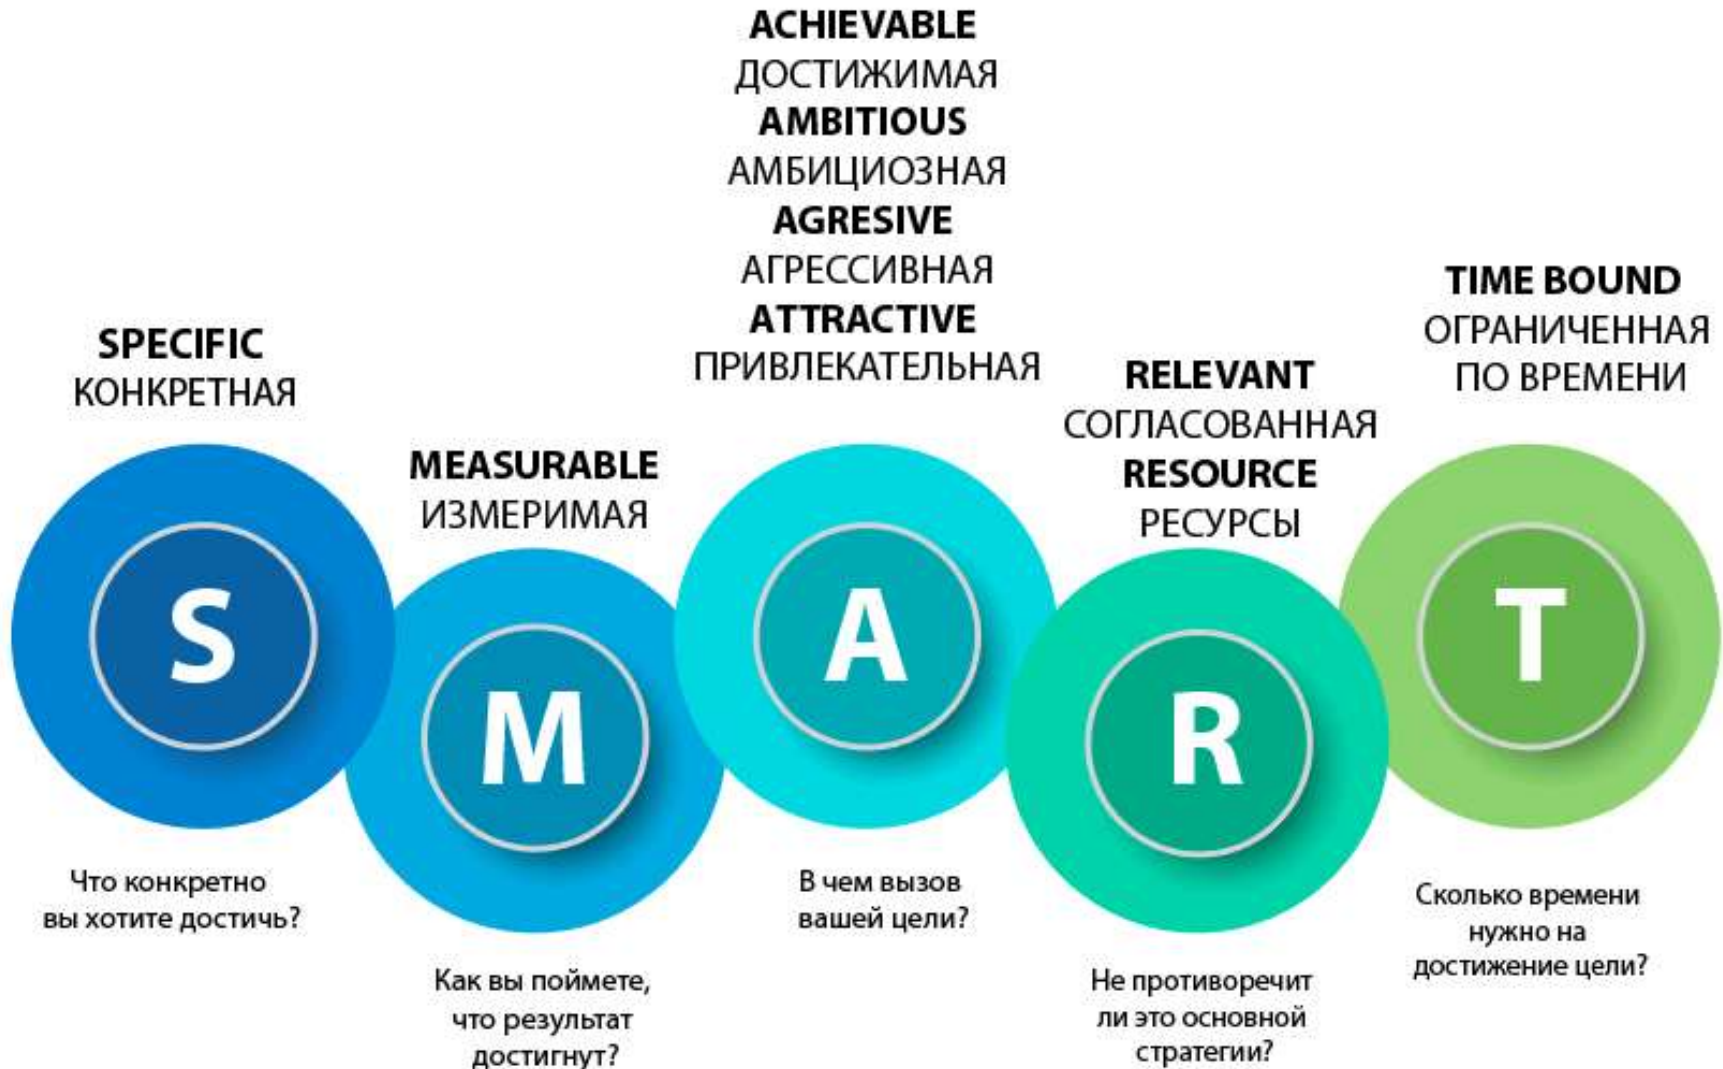 SPECIFIC
КОНКРЕТНАЯ
S
Что конкретно
вы хотите достичь?
MEASURABLE
ИЗМЕРИМАЯ
M
Как вы поймете,
что результат
достигнут?
ACHIEVABLE
ДОСТИЖИМАЯ
AMBITIOUS
АМБИЦИОЗНАЯ
AGRESIVE
АГРЕССИВНАЯ
ATTRACTIVE
ПРИВЛЕКАТЕЛЬНАЯ
A
В чем вызов
вашей цели?
RELEVANT
СОГЛАСОВАННАЯ
RESOURCE
РЕСУРСЫ
R
Не противоречит
ли это основной
стратегии?
TIME BOUND
ОГРАНИЧЕННАЯ
ПО ВРЕМЕНИ
T
Сколько времени
нужно на
достижение цели?